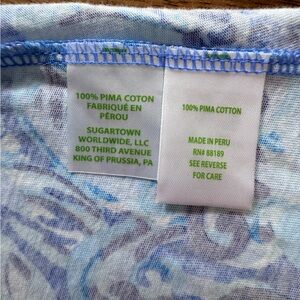 100% PIMA COTON
FABRIQUÉ EN
PÉROU
SUGARTOWN
WORLDWIDE, LLC
800 THIRD AVENUE
KING OF PRUSSIA, PA
100% PIMA COTTON
MADE IN PERU
RN# 88189
SEE REVERSE
FOR CARE